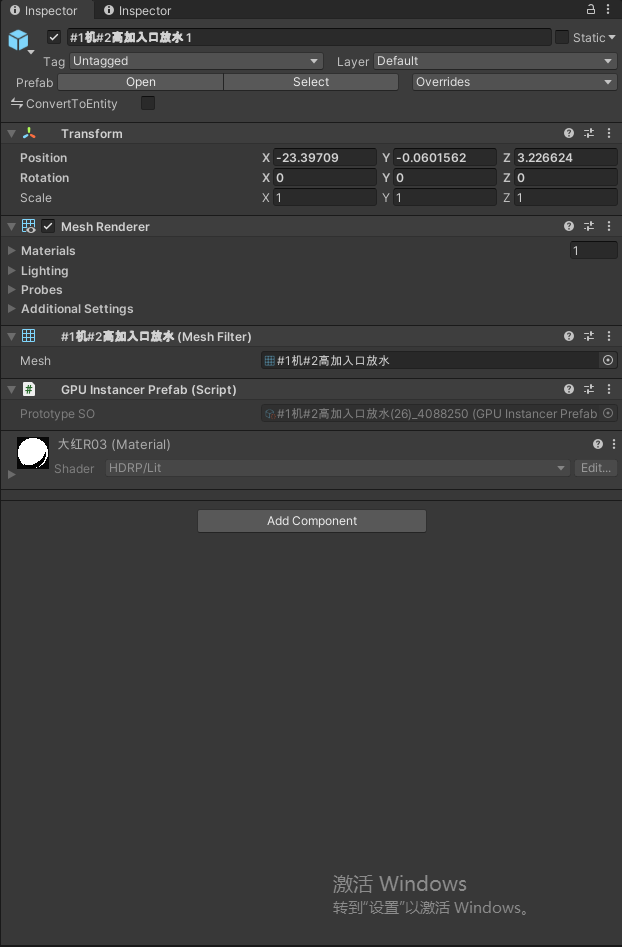 Inspector Inspector
#1机#2高加入口放水 1 Static
Tag Untagged Layer Default
Prefab Open Select Overrides
ConvertToEntity
Transform
Position X -23.39709 Y -0.0601562 Z 3.226624
Rotation X 0 Y 0 Z 0
Scale X 1 Y 1 Z 1
Mesh Renderer
Materials 1
Lighting
Probes
Additional Settings
#1机#2高加入口放水 (Mesh Filter)
Mesh #1机#2高加入口放水
# GPU Instancer Prefab (Script)
Prototype SO #1机#2高加入口放水(26)_4088250 (GPU Instancer Prefab
大红R03 (Material)
Shader HDRP/Lit Edit...
Add Component
激活 Windows
转到"设置"以激活 Windows。